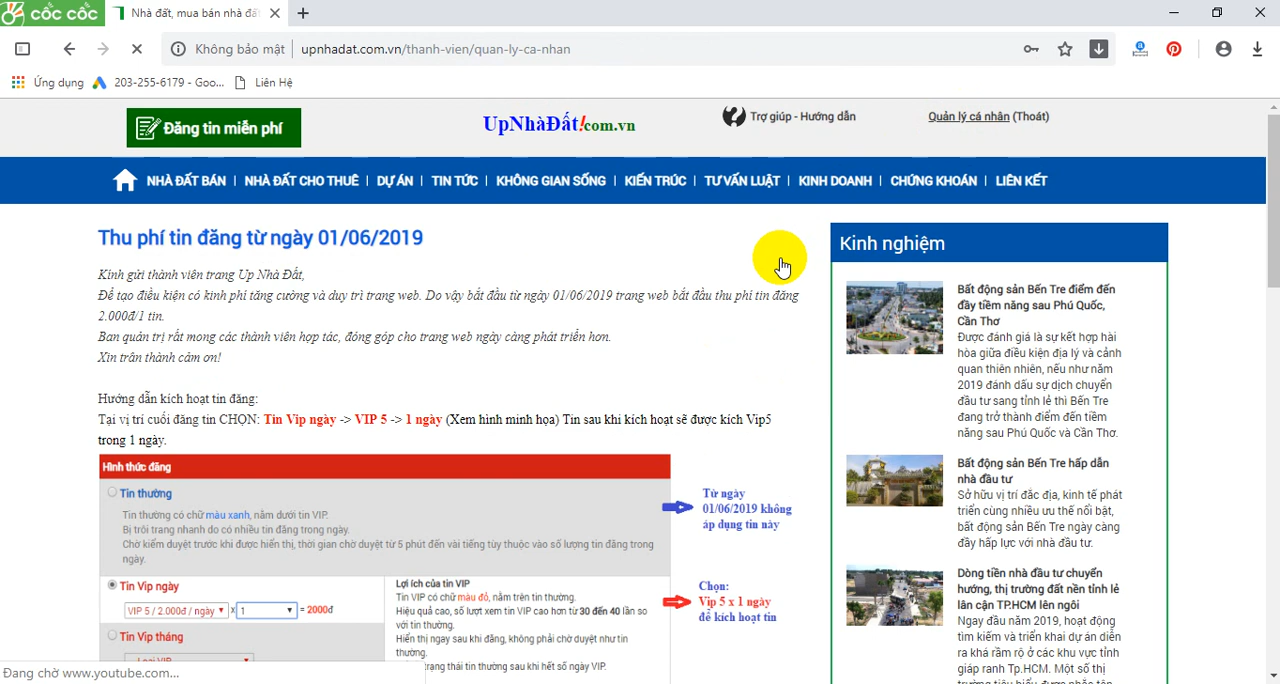 cốc cốc
Nhà đất, mua bán nhà đất
Không bảo mật
upnhadat.com.vn/thanh-vien/quan-ly-ca-nhan
Ứng dụng
203-255-6179 - Goo...
Liên Hệ
Đăng tin miễn phí
UpNhàĐất!com.vn
Trợ giúp - Hướng dẫn
Quản lý cá nhân (Thoát)
NHÀ ĐẤT BÁN | NHÀ ĐẤT CHO THUÊ | DỰ ÁN | TIN TỨC | KHÔNG GIAN SỐNG | KIẾN TRÚC | TƯ VẤN LUẬT | KINH DOANH | CHỨNG KHOÁN | LIÊN KẾT
Thu phí tin đăng từ ngày 01/06/2019
Kính gửi thành viên trang Up Nhà Đất,
Để tạo điều kiện có kinh phí tăng cường và duy trì trang web. Do vậy bắt đầu từ ngày 01/06/2019 trang web bắt đầu thu phí tin đăng
2.000đ/1 tin.
Ban quản trị rất mong các thành viên hợp tác, đóng góp cho trang web ngày càng phát triển hơn.
Xin trân thành cảm ơn!
Hướng dẫn kích hoạt tin đăng:
Tại vị trí cuối đăng tin CHỌN: Tin Vip ngày -> VIP 5 -> 1 ngày (Xem hình minh họa) Tin sau khi kích hoạt sẽ được kích Vip5
trong 1 ngày.
Hình thức đăng
Tin thường
Tin thường có chữ màu xanh, nằm dưới tin VIP.
Bị trôi trang nhanh do có nhiều tin đăng trong ngày.
Chờ kiểm duyệt trước khi được hiển thị, thời gian chờ duyệt từ 5 phút đến vài tiếng tùy thuộc vào số lượng tin đăng trong
ngày.
Từ ngày
01/06/2019 không
áp dụng tin này
Tin Vip ngày
VIP 5 / 2.000đ / ngày x 1 = 2000đ
Tin Vip tháng
Loại VIP
Lợi ích của tin VIP
Tin VIP có chữ màu đỏ, nằm trên tin thường.
Hiệu quả cao, số lượt xem tin VIP cao hơn từ 30 đến 40 lần so
với tin thường.
Hiển thị ngay sau khi đăng, không phải chờ duyệt như tin
thường.
trạng thái tin thường sau khi hết số ngày VIP.
Chọn:
Vip 5 x 1 ngày
để kích hoạt tin
Kinh nghiệm
Bất động sản Bến Tre điểm đến
đầy tiềm năng sau Phú Quốc,
Cần Thơ
Được đánh giá là sự kết hợp hài
hòa giữa điều kiện địa lý và cảnh
quan thiên nhiên, nếu như năm
2019 đánh dấu sự dịch chuyển
đầu tư sang tỉnh lẻ thì Bến Tre
đang trở thành điểm đến tiềm
năng sau Phú Quốc và Cần Thơ.
Bất động sản Bến Tre hấp dẫn
nhà đầu tư
Sở hữu vị trí đắc địa, kinh tế phát
triển cùng nhiều ưu thế nổi bật,
bất động sản Bến Tre ngày càng
đầy hấp lực với nhà đầu tư.
Dòng tiền nhà đầu tư chuyển
hướng, thị trường đất nền tỉnh lẻ
lân cận TP.HCM lên ngôi
Ngay đầu năm 2019, hoạt động
tìm kiếm và triển khai dự án diễn
ra khá rầm rộ ở các khu vực tỉnh
giáp ranh Tp.HCM. Một số thị
Đang chờ www.youtube.com...